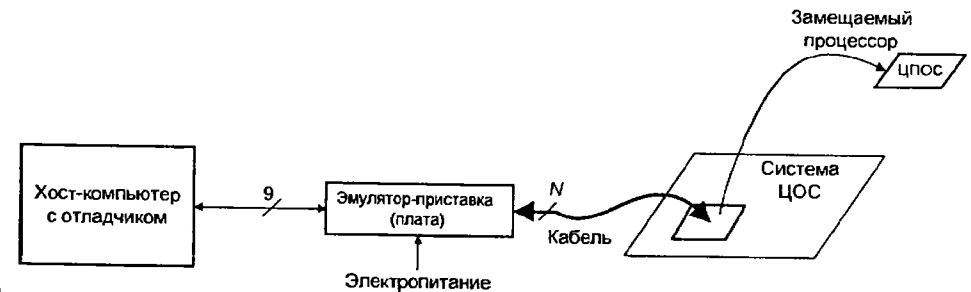 Замещаемый
процессор
ЦПОС
Хост-компьютер
с отладчиком
9
Эмулятор-приставка
(плата)
N
Кабель
Система
ЦОС
Электропитание